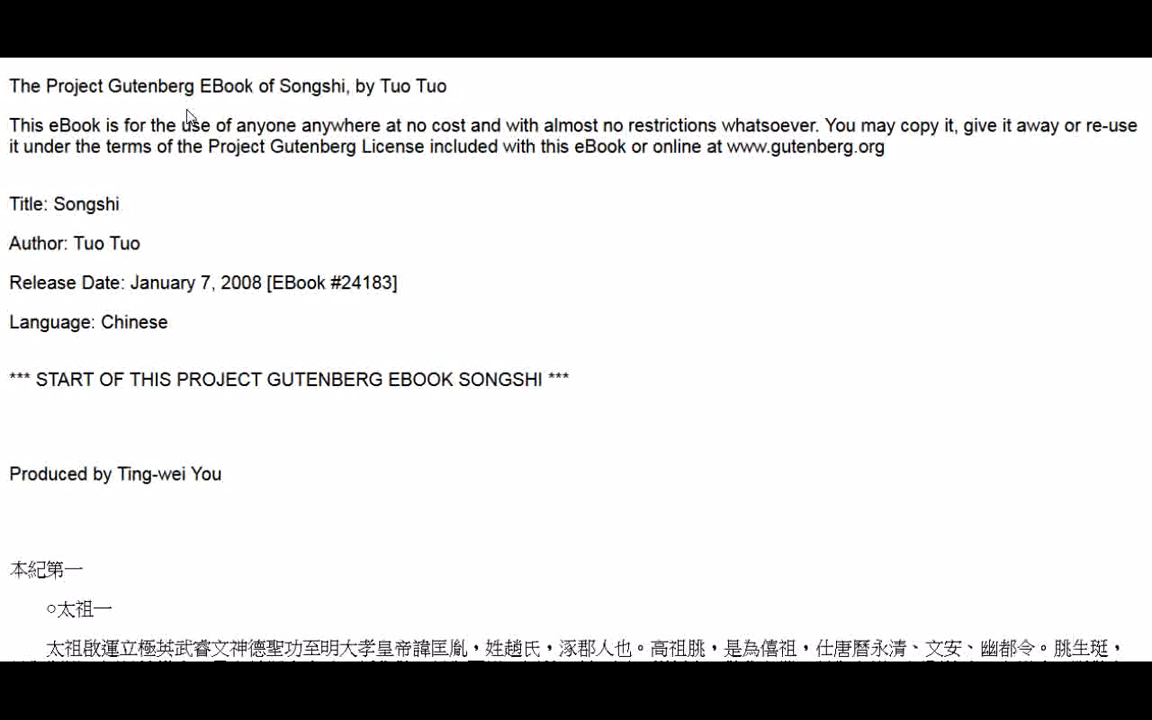 The Project Gutenberg EBook of Songshi, by Tuo Tuo
This eBook is for the use of anyone anywhere at no cost and with almost no restrictions whatsoever. You may copy it, give it away or re-use
it under the terms of the Project Gutenberg License included with this eBook or online at www.gutenberg.org
Title: Songshi
Author: Tuo Tuo
Release Date: January 7, 2008 [EBook #24183]
Language: Chinese
*** START OF THIS PROJECT GUTENBERG EBOOK SONGSHI ***
Produced by Ting-wei You
本紀第一
○太祖一
太祖啟運立極英武睿文神德聖功至明大孝皇帝諱匡胤，姓趙氏，涿郡人也。高祖朓，是為僖祖，仕唐曆永清、文安、幽都令。朓生珽，